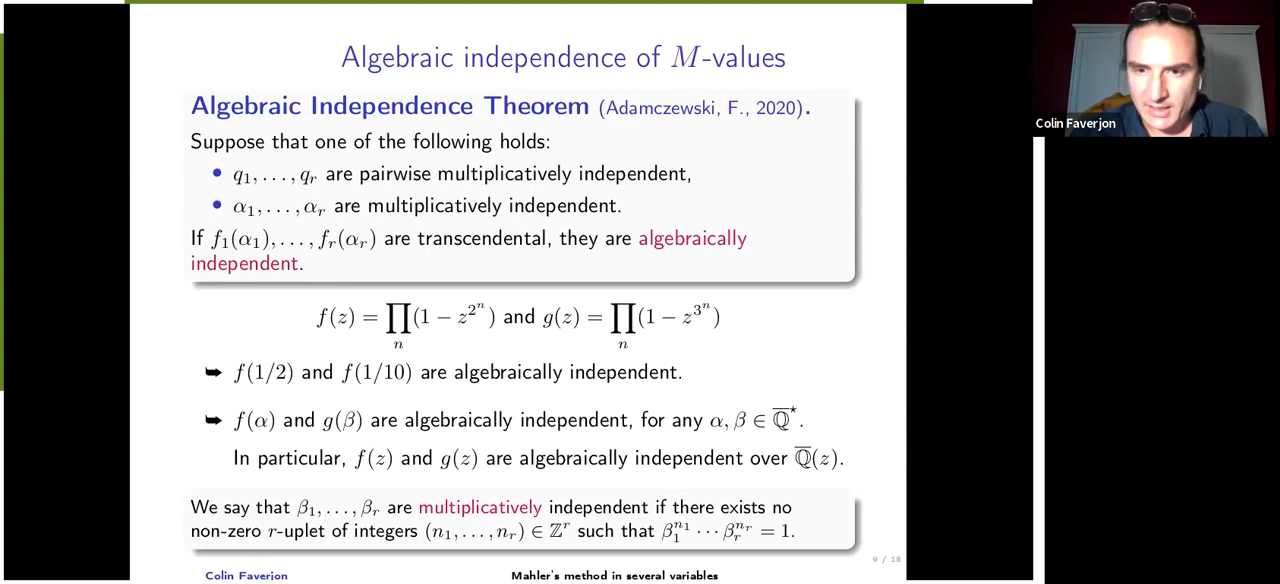 Algebraic independence of M-values
Algebraic Independence Theorem (Adamczewski, F., 2020).
Suppose that one of the following holds:
• q₁, . . . , qᵣ are pairwise multiplicatively independent,
• α₁, . . . , αᵣ are multiplicatively independent.
If f₁(α₁), . . . , fᵣ(αᵣ) are transcendental, they are algebraically
independent.
f(z) = ∏ₙ(1 − z^{2^n}) and g(z) = ∏ₙ(1 − z^{3^n})
➥ f(1/2) and f(1/10) are algebraically independent.
➥ f(α) and g(β) are algebraically independent, for any α, β ∈ \overline{ℚ}^⋆.
In particular, f(z) and g(z) are algebraically independent over \overline{ℚ}(z).
We say that β₁, . . . , βᵣ are multiplicatively independent if there exists no
non-zero r-uplet of integers (n₁, . . . , nᵣ) ∈ ℤ^r such that β₁^{n₁} · · · βᵣ^{nᵣ} = 1.
9 / 18
Colin Faverjon Mahler's method in several variables
Colin Faverjon